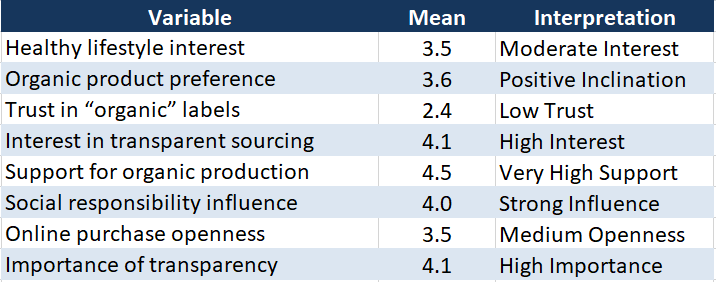 Variable Mean Interpretation
Healthy lifestyle interest 3.5 Moderate Interest
Organic product preference 3.6 Positive Inclination
Trust in “organic” labels 2.4 Low Trust
Interest in transparent sourcing 4.1 High Interest
Support for organic production 4.5 Very High Support
Social responsibility influence 4.0 Strong Influence
Online purchase openness 3.5 Medium Openness
Importance of transparency 4.1 High Importance